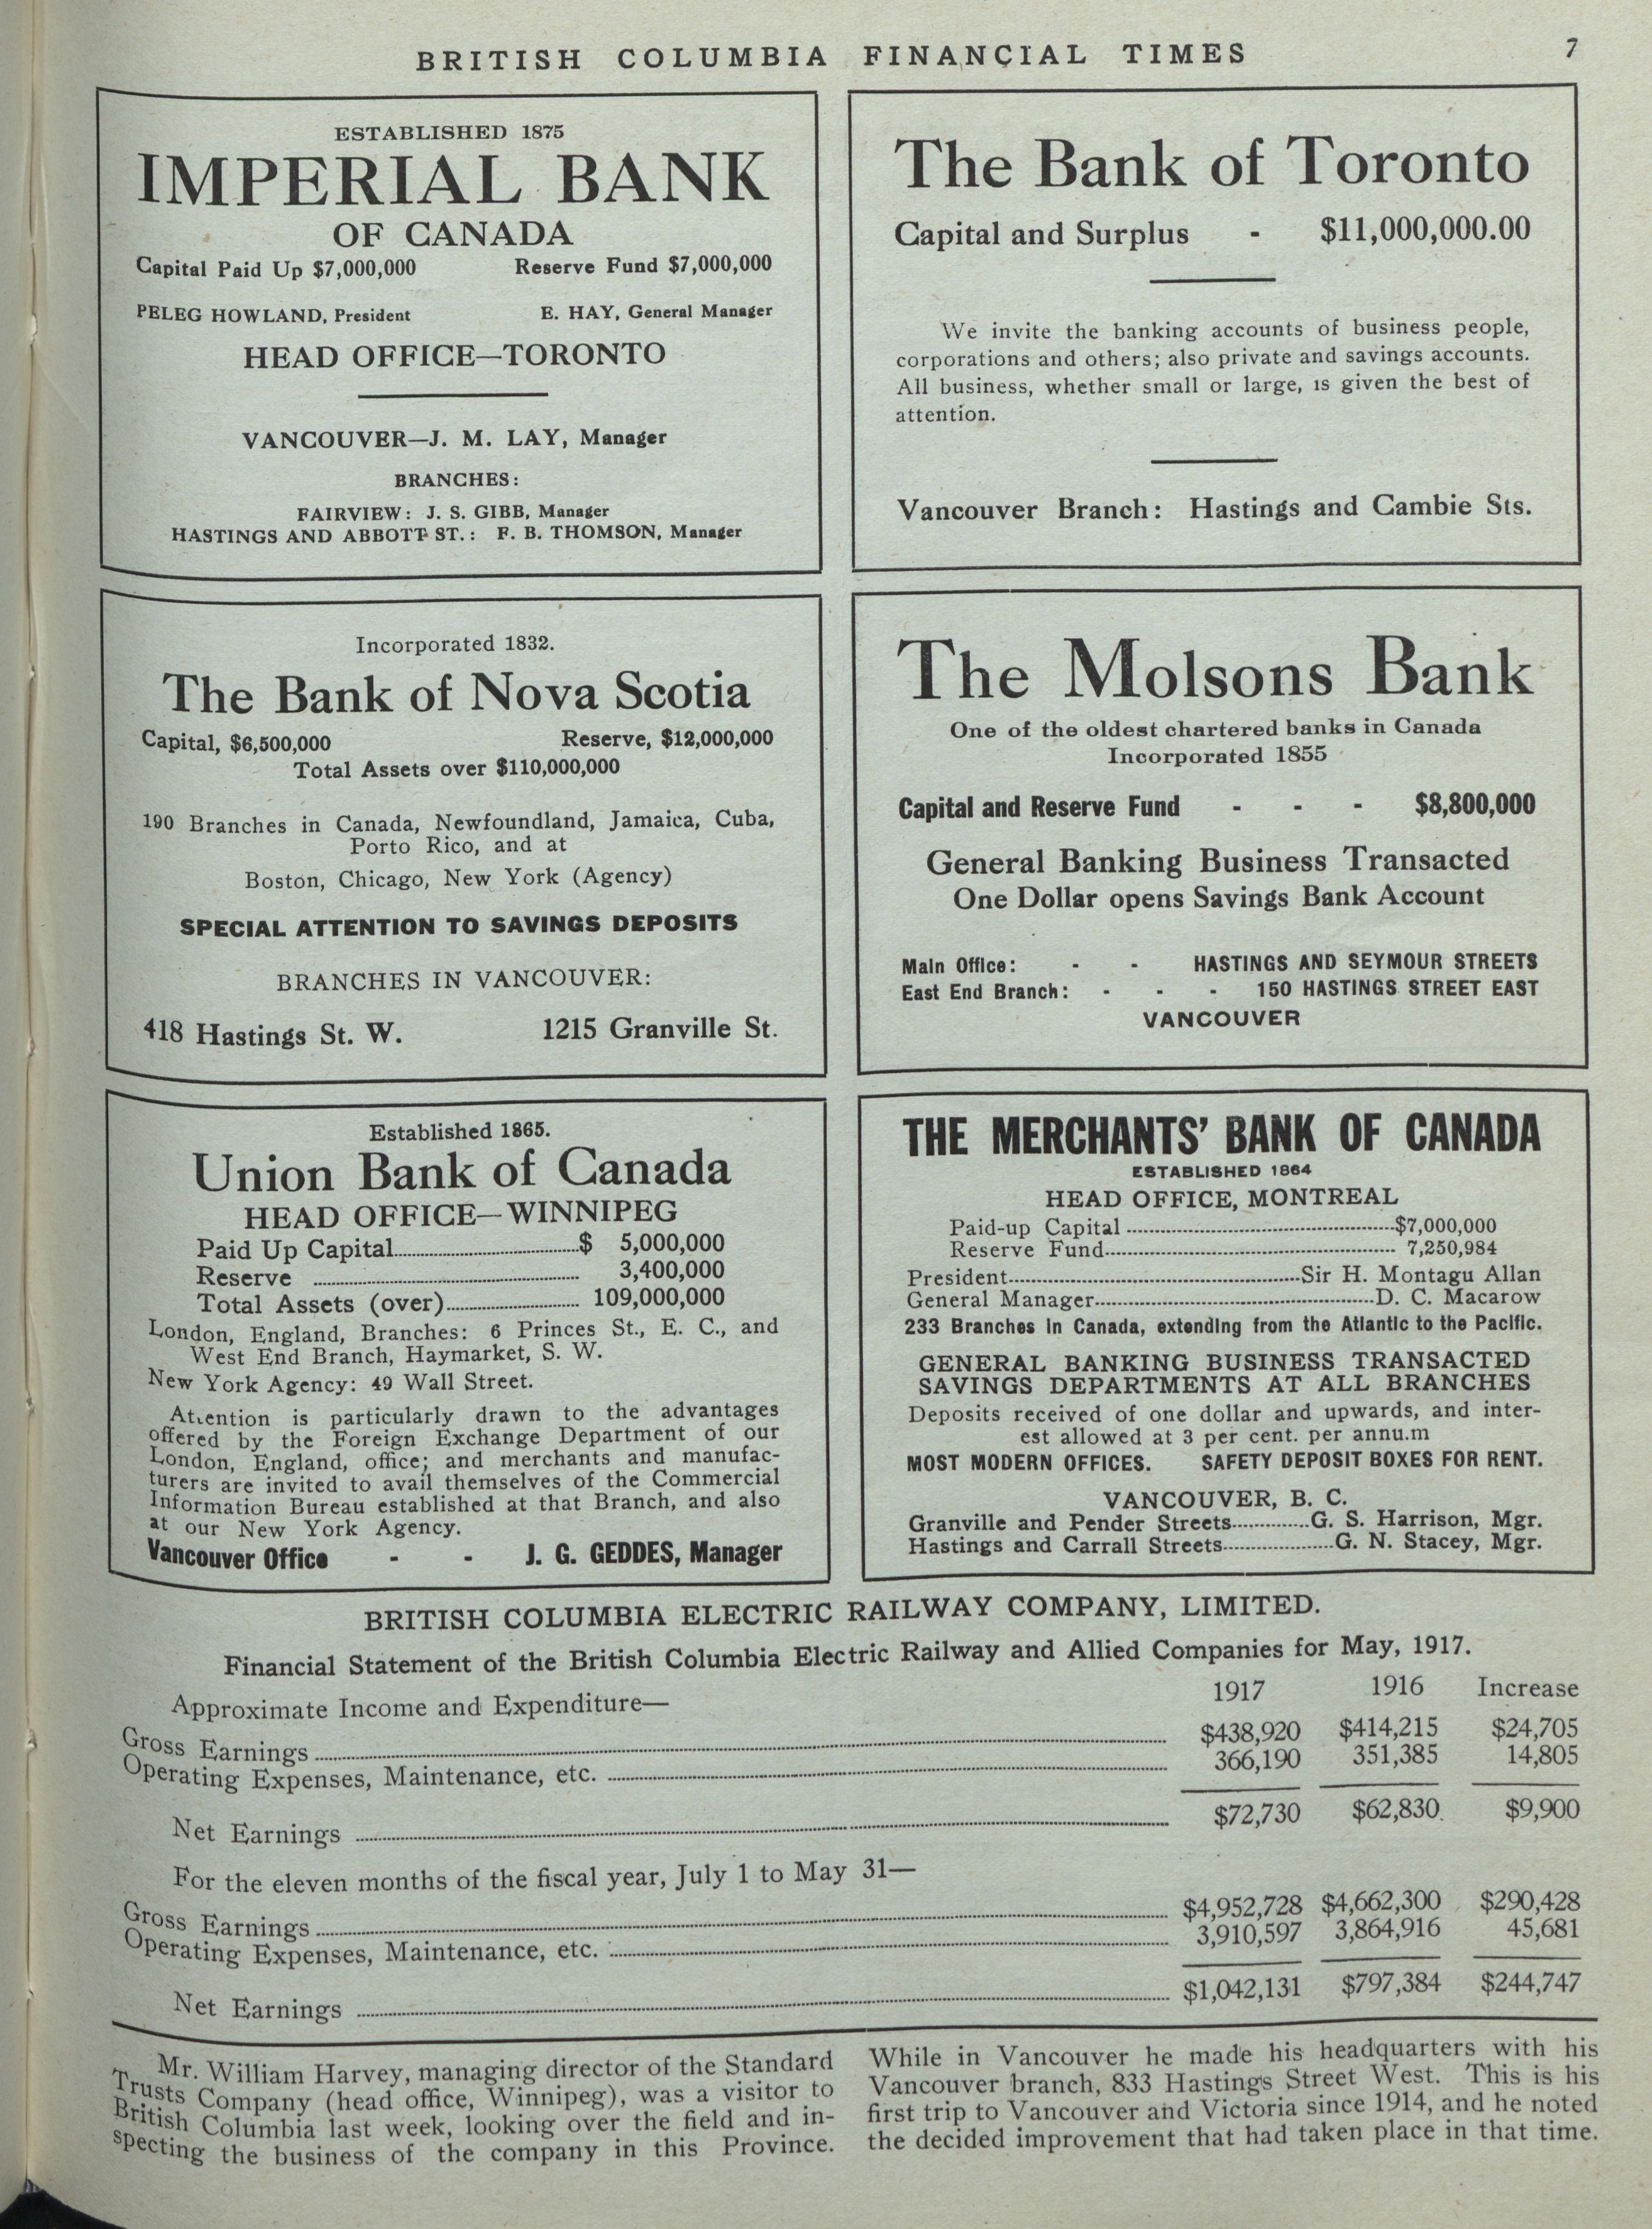 BRITISH COLUMBIA FINANCIAL TIMES 7
ESTABLISHED 1875
IMPERIAL BANK
OF CANADA
Capital Paid Up $7,000,000 Reserve Fund $7,000,000
PELEG HOWLAND, President E. HAY, General Manager
HEAD OFFICE—TORONTO
VANCOUVER—J. M. LAY, Manager
BRANCHES:
FAIRVIEW: J. S. GIBB, Manager
HASTINGS AND ABBOTT ST.: F. B. THOMSON, Manager
The Bank of Toronto
Capital and Surplus - $11,000,000.00
We invite the banking accounts of business people,
corporations and others; also private and savings accounts.
All business, whether small or large, is given the best of
attention.
Vancouver Branch: Hastings and Cambie Sts.
Incorporated 1832.
The Bank of Nova Scotia
Capital, $6,500,000 Reserve, $12,000,000
Total Assets over $110,000,000
190 Branches in Canada, Newfoundland, Jamaica, Cuba,
Porto Rico, and at
Boston, Chicago, New York (Agency)
SPECIAL ATTENTION TO SAVINGS DEPOSITS
BRANCHES IN VANCOUVER:
418 Hastings St. W. 1215 Granville St.
The Molsons Bank
One of the oldest chartered banks in Canada
Incorporated 1855
Capital and Reserve Fund - - - $8,800,000
General Banking Business Transacted
One Dollar opens Savings Bank Account
Main Office: - - HASTINGS AND SEYMOUR STREETS
East End Branch: - - - 150 HASTINGS STREET EAST
VANCOUVER
Established 1865.
Union Bank of Canada
HEAD OFFICE—WINNIPEG
Paid Up Capital $ 5,000,000
Reserve 3,400,000
Total Assets (over) 109,000,000
London, England, Branches: 6 Princes St., E. C., and
West End Branch, Haymarket, S. W.
New York Agency: 49 Wall Street.
Attention is particularly drawn to the advantages
offered by the Foreign Exchange Department of our
London, England, office; and merchants and manufac-
turers are invited to avail themselves of the Commercial
Information Bureau established at that Branch, and also
at our New York Agency.
Vancouver Office - - J. G. GEDDES, Manager
THE MERCHANTS' BANK OF CANADA
ESTABLISHED 1864
HEAD OFFICE, MONTREAL
Paid-up Capital $7,000,000
Reserve Fund 7,250,984
President Sir H. Montagu Allan
General Manager D. C. Macarow
233 Branches in Canada, extending from the Atlantic to the Pacific.
GENERAL BANKING BUSINESS TRANSACTED
SAVINGS DEPARTMENTS AT ALL BRANCHES
Deposits received of one dollar and upwards, and inter-
est allowed at 3 per cent. per annu.m
MOST MODERN OFFICES. SAFETY DEPOSIT BOXES FOR RENT.
VANCOUVER, B. C.
Granville and Pender Streets G. S. Harrison, Mgr.
Hastings and Carrall Streets G. N. Stacey, Mgr.
BRITISH COLUMBIA ELECTRIC RAILWAY COMPANY, LIMITED.
Financial Statement of the British Columbia Electric Railway and Allied Companies for May, 1917.
Approximate Income and Expenditure— 1917 1916 Increase
Gross Earnings $438,920 $414,215 $24,705
Operating Expenses, Maintenance, etc. 366,190 351,385 14,805
Net Earnings $72,730 $62,830. $9,900
For the eleven months of the fiscal year, July 1 to May 31—
Gross Earnings $4,952,728 $4,662,300 $290,428
Operating Expenses, Maintenance, etc. 3,910,597 3,864,916 45,681
Net Earnings $1,042,131 $797,384 $244,747
Mr. William Harvey, managing director of the Standard
Trusts Company (head office, Winnipeg), was a visitor to
British Columbia last week, looking over the field and in-
specting the business of the company in this Province.
While in Vancouver he made his headquarters with his
Vancouver branch, 833 Hastings Street West. This is his
first trip to Vancouver and Victoria since 1914, and he noted
the decided improvement that had taken place in that time.